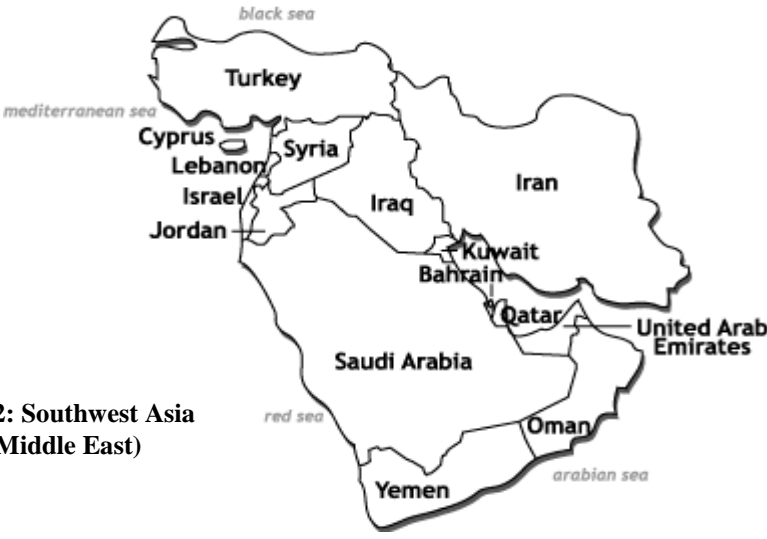 black sea
Turkey
mediterranean sea
Cyprus
Syria
Lebanon
Iran
Israel
Iraq
Jordan
Kuwait
Bahrain
Qatar
United Arab
Emirates
Saudi Arabia
2: Southwest Asia
red sea
Oman
Middle East)
arabian sea
Yemen